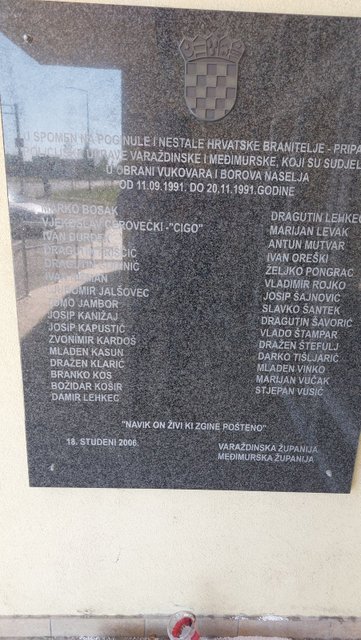 SPOMEN NA POGINULE I NESTALE HRVATSKE BRANITELJE - PRIPA
UPRAVE VARAŽDINSKE I MEĐIMURSKE, KOJI SU SUDJEL
U OBRANI VUKOVARA I BOROVA NASELJA
OD 11.09.1991. DO 20.11.1991.GODINE
MARKO BOSAK
"CIGO"
IVAN
JALŠOVEC
JAMBOR
JOSIP KANIŽAJ
JOSIP KAPUSTIĆ
ZVONIMIR KARDOŠ
MLADEN KASUN
DRAŽEN KLARIĆ
BRANKO KOS
BOŽIDAR KOŠIR
DAMIR LEHKEC
DRAGUTIN LEHKEC
MARIJAN LEVAK
ANTUN MUTVAR
IVAN OREŠKI
ŽELJKO PONGRAC
VLADIMIR ROJKO
JOSIP ŠAJNOVIĆ
SLAVKO ŠANTEK
DRAGUTIN ŠAVORIĆ
VLADO ŠTAMPAR
DRAŽEN ŠTEFULJ
DARKO TIŠLJARIĆ
MLADEN VINKO
MARIJAN VUČAK
STJEPAN VUSIĆ
"NAVIK ON ŽIVI KI ZGINE POŠTENO"
18. STUDENI 2006.
VARAŽDINSKA ŽUPANIJA
MEĐIMURSKA ŽUPANIJA